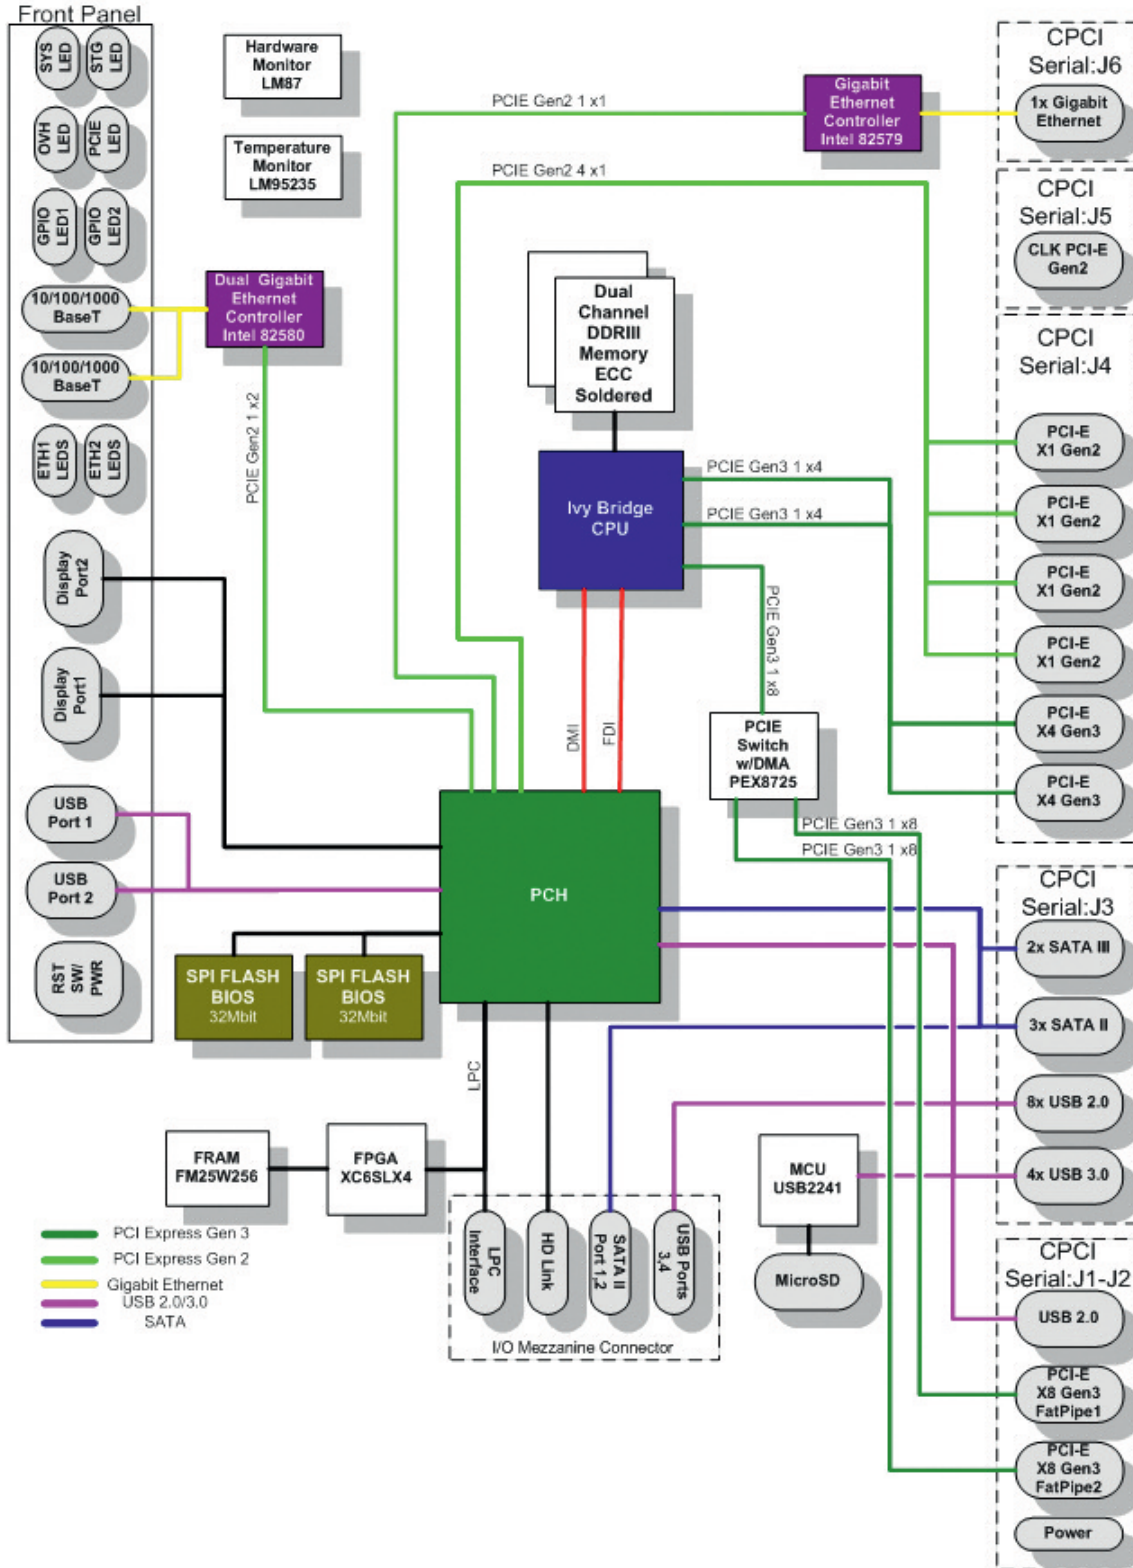 Front Panel
SYS
LED
STG
LED
OVH
LED
PCIE
LED
GPIO
LED1
GPIO
LED2
10/100/1000
BaseT
10/100/1000
BaseT
ETH1
LEDS
ETH2
LEDS
Display
Port2
Display
Port1
USB
Port 1
USB
Port 2
RST
SW/
PWR
Hardware
Monitor
LM87
Temperature
Monitor
LM95235
Dual Gigabit
Ethernet
Controller
Intel 82580
PCIE Gen2 1 x2
PCIE Gen2 1 x1
PCIE Gen2 4 x1
Gigabit
Ethernet
Controller
Intel 82579
Dual
Channel
DDRIII
Memory
ECC
Soldered
Ivy Bridge
CPU
PCIE Gen3 1 x4
PCIE Gen3 1 x4
PCIE Gen3 1 x8
DMI
FDI
PCIE
Switch
w/DMA
PEX8725
PCIE Gen3 1 x8
PCIE Gen3 1 x8
PCH
SPI FLASH
BIOS
32Mbit
SPI FLASH
BIOS
32Mbit
LPC
FRAM
FM25W256
FPGA
XC6SLX4
MCU
USB2241
MicroSD
LPC
Interface
HD Link
SATA II
Port 1,2
USB Ports
3,4
I/O Mezzanine Connector
PCI Express Gen 3
PCI Express Gen 2
Gigabit Ethernet
USB 2.0/3.0
SATA
CPCI
Serial:J6
1x Gigabit
Ethernet
CPCI
Serial:J5
CLK PCI-E
Gen2
CPCI
Serial:J4
PCI-E
X1 Gen2
PCI-E
X1 Gen2
PCI-E
X1 Gen2
PCI-E
X1 Gen2
PCI-E
X4 Gen3
PCI-E
X4 Gen3
CPCI
Serial:J3
2x SATA III
3x SATA II
8x USB 2.0
4x USB 3.0
CPCI
Serial:J1-J2
USB 2.0
PCI-E
X8 Gen3
FatPipe1
PCI-E
X8 Gen3
FatPipe2
Power